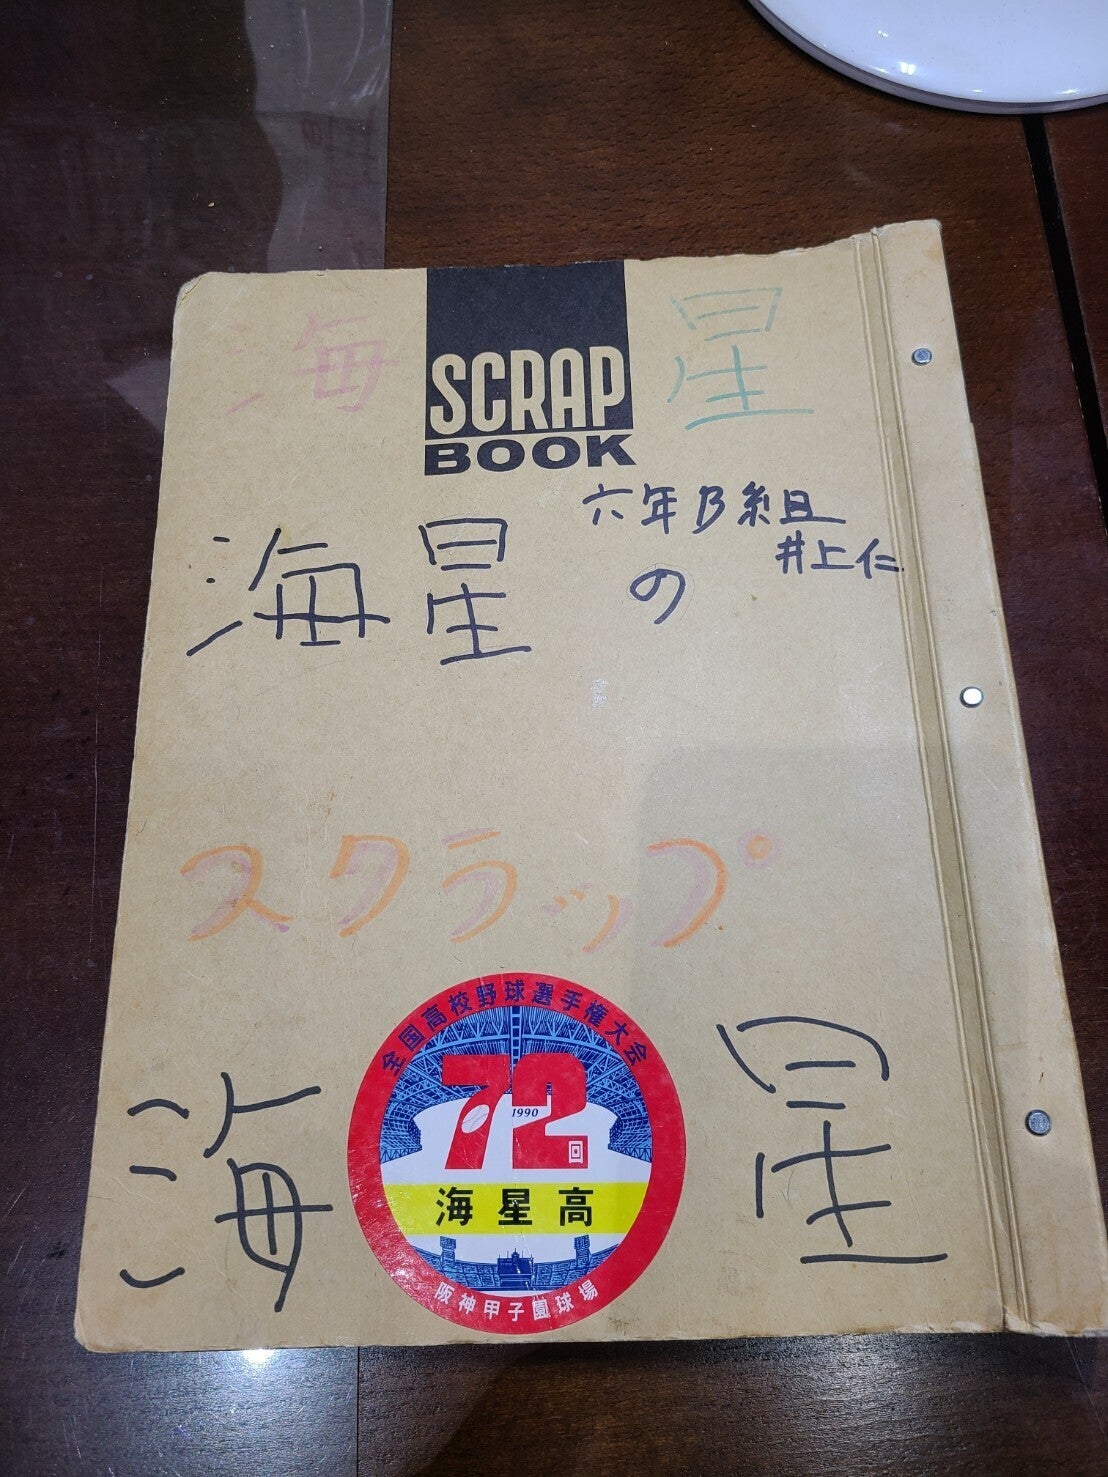 海 星
SCRAP
BOOK
六年B組
井上仁
海星の
スクラップ
海 星
全国高校野球選手権大会
72回
1990
海星高
阪神甲子園球場